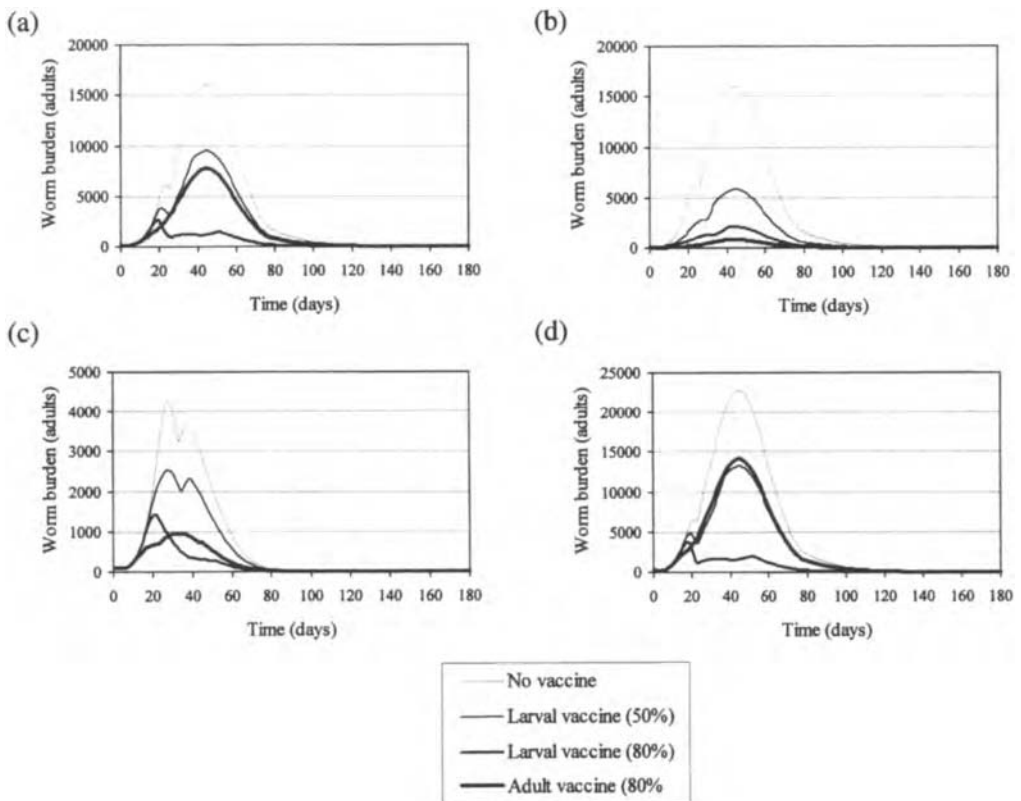 (a)
20000
15000
10000
5000
0
Worm burden (adults)
0 20 40 60 80 100 120 140 160 180
Time (days)
(b)
20000
15000
10000
5000
0
Worm burden (adults)
0 20 40 60 80 100 120 140 160 180
Time (days)
(c)
5000
4000
3000
2000
1000
0
Worm burden (adults)
0 20 40 60 80 100 120 140 160 180
Time (days)
(d)
25000
20000
15000
10000
5000
0
Worm burden (adults)
0 20 40 60 80 100 120 140 160 180
Time (days)
No vaccine
Larval vaccine (50%)
Larval vaccine (80%)
Adult vaccine (80%